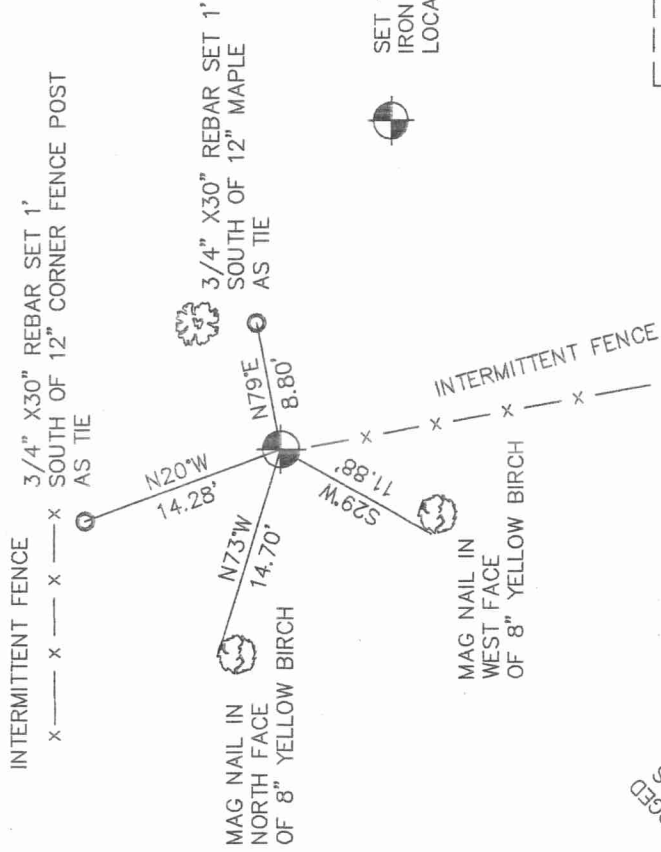 INTERMITTENT FENCE
3/4" X30" REBAR SET 1'
SOUTH OF 12" CORNER FENCE POST
AS TIE
3/4" X30" REBAR SET 1'
SOUTH OF 12" MAPLE
AS TIE
N20°W
14.28'
N79°E
8.80'
N73°W
14.70'
S29°W
11.88'
INTERMITTENT FENCE
MAG NAIL IN
NORTH FACE
OF 8" YELLOW BIRCH
MAG NAIL IN
WEST FACE
OF 8" YELLOW BIRCH
SET
IRON